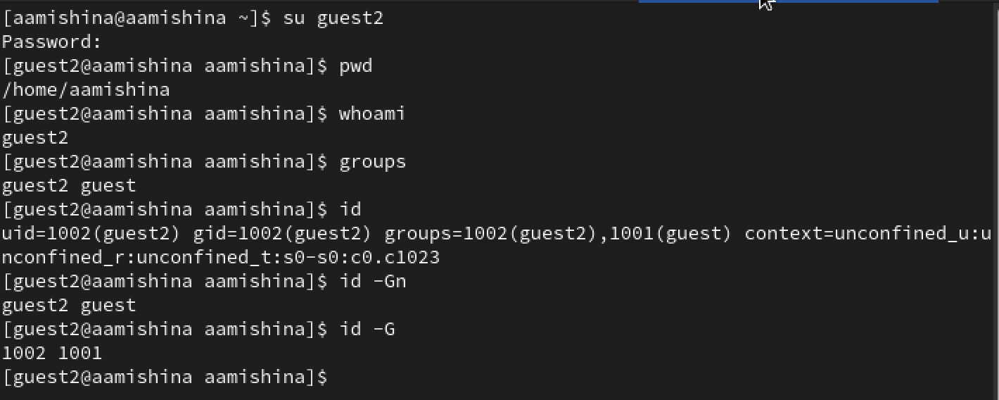 [aamishina@aamishina ~]$ su guest2
Password:
[guest2@aamishina aamishina]$ pwd
/home/aamishina
[guest2@aamishina aamishina]$ whoami
guest2
[guest2@aamishina aamishina]$ groups
guest2 guest
[guest2@aamishina aamishina]$ id
uid=1002(guest2) gid=1002(guest2) groups=1002(guest2),1001(guest) context=unconfined_u:u
nconfined_r:unconfined_t:s0-s0:c0.c1023
[guest2@aamishina aamishina]$ id -Gn
guest2 guest
[guest2@aamishina aamishina]$ id -G
1002 1001
[guest2@aamishina aamishina]$